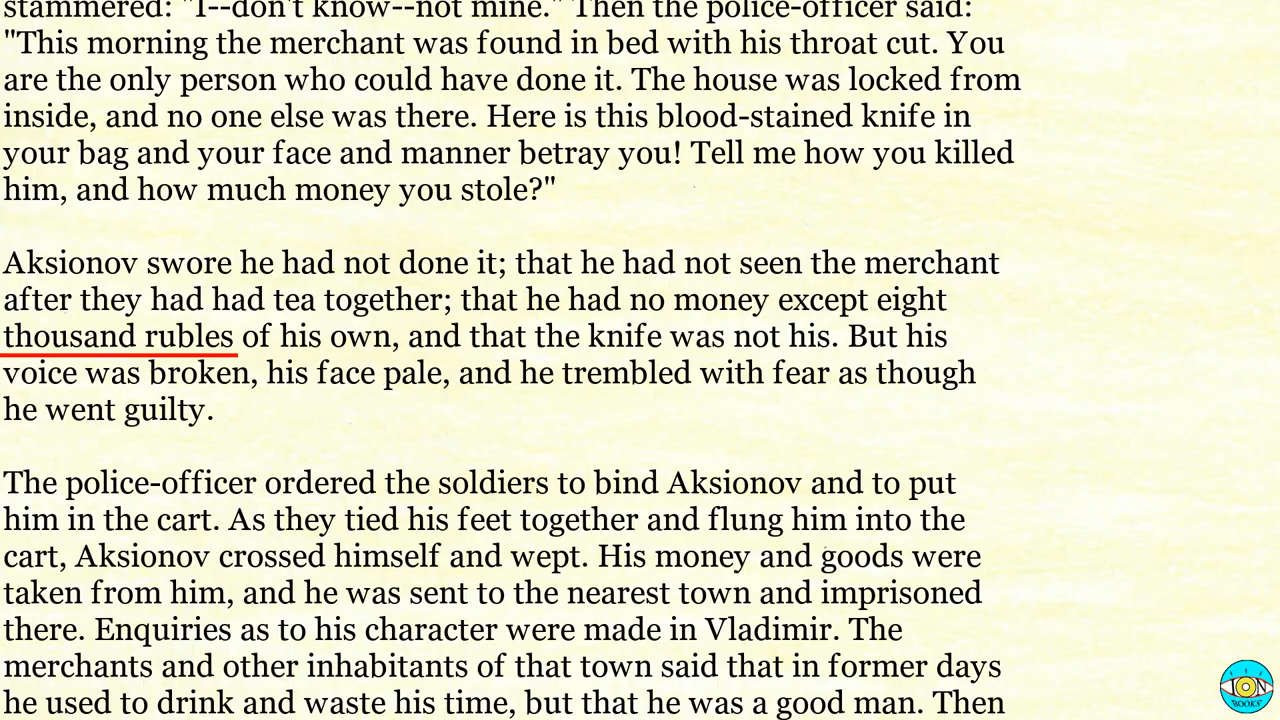 stammered: "I--don't know--not mine." Then the police-officer said:
"This morning the merchant was found in bed with his throat cut. You
are the only person who could have done it. The house was locked from
inside, and no one else was there. Here is this blood-stained knife in
your bag and your face and manner betray you! Tell me how you killed
him, and how much money you stole?"
Aksionov swore he had not done it; that he had not seen the merchant
after they had had tea together; that he had no money except eight
thousand rubles of his own, and that the knife was not his. But his
voice was broken, his face pale, and he trembled with fear as though
he went guilty.
The police-officer ordered the soldiers to bind Aksionov and to put
him in the cart. As they tied his feet together and flung him into the
cart, Aksionov crossed himself and wept. His money and goods were
taken from him, and he was sent to the nearest town and imprisoned
there. Enquiries as to his character were made in Vladimir. The
merchants and other inhabitants of that town said that in former days
he used to drink and waste his time, but that he was a good man. Then
ION
BOOKS